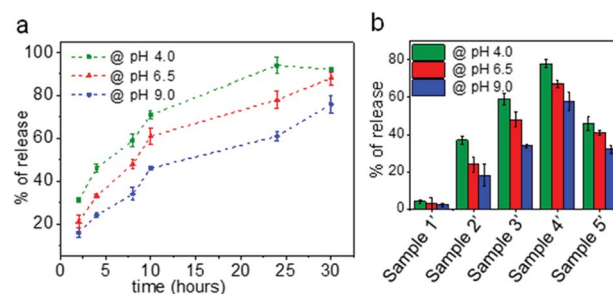 a
@ pH 4.0
@ pH 6.5
@ pH 9.0
% of release
100
80
60
40
20
0 5 10 15 20 25 30
time (hours)
b
@ pH 4.0
@ pH 6.5
@ pH 9.0
% of release
80
60
40
20
0
Sample 1'
Sample 2'
Sample 3'
Sample 4'
Sample 5'